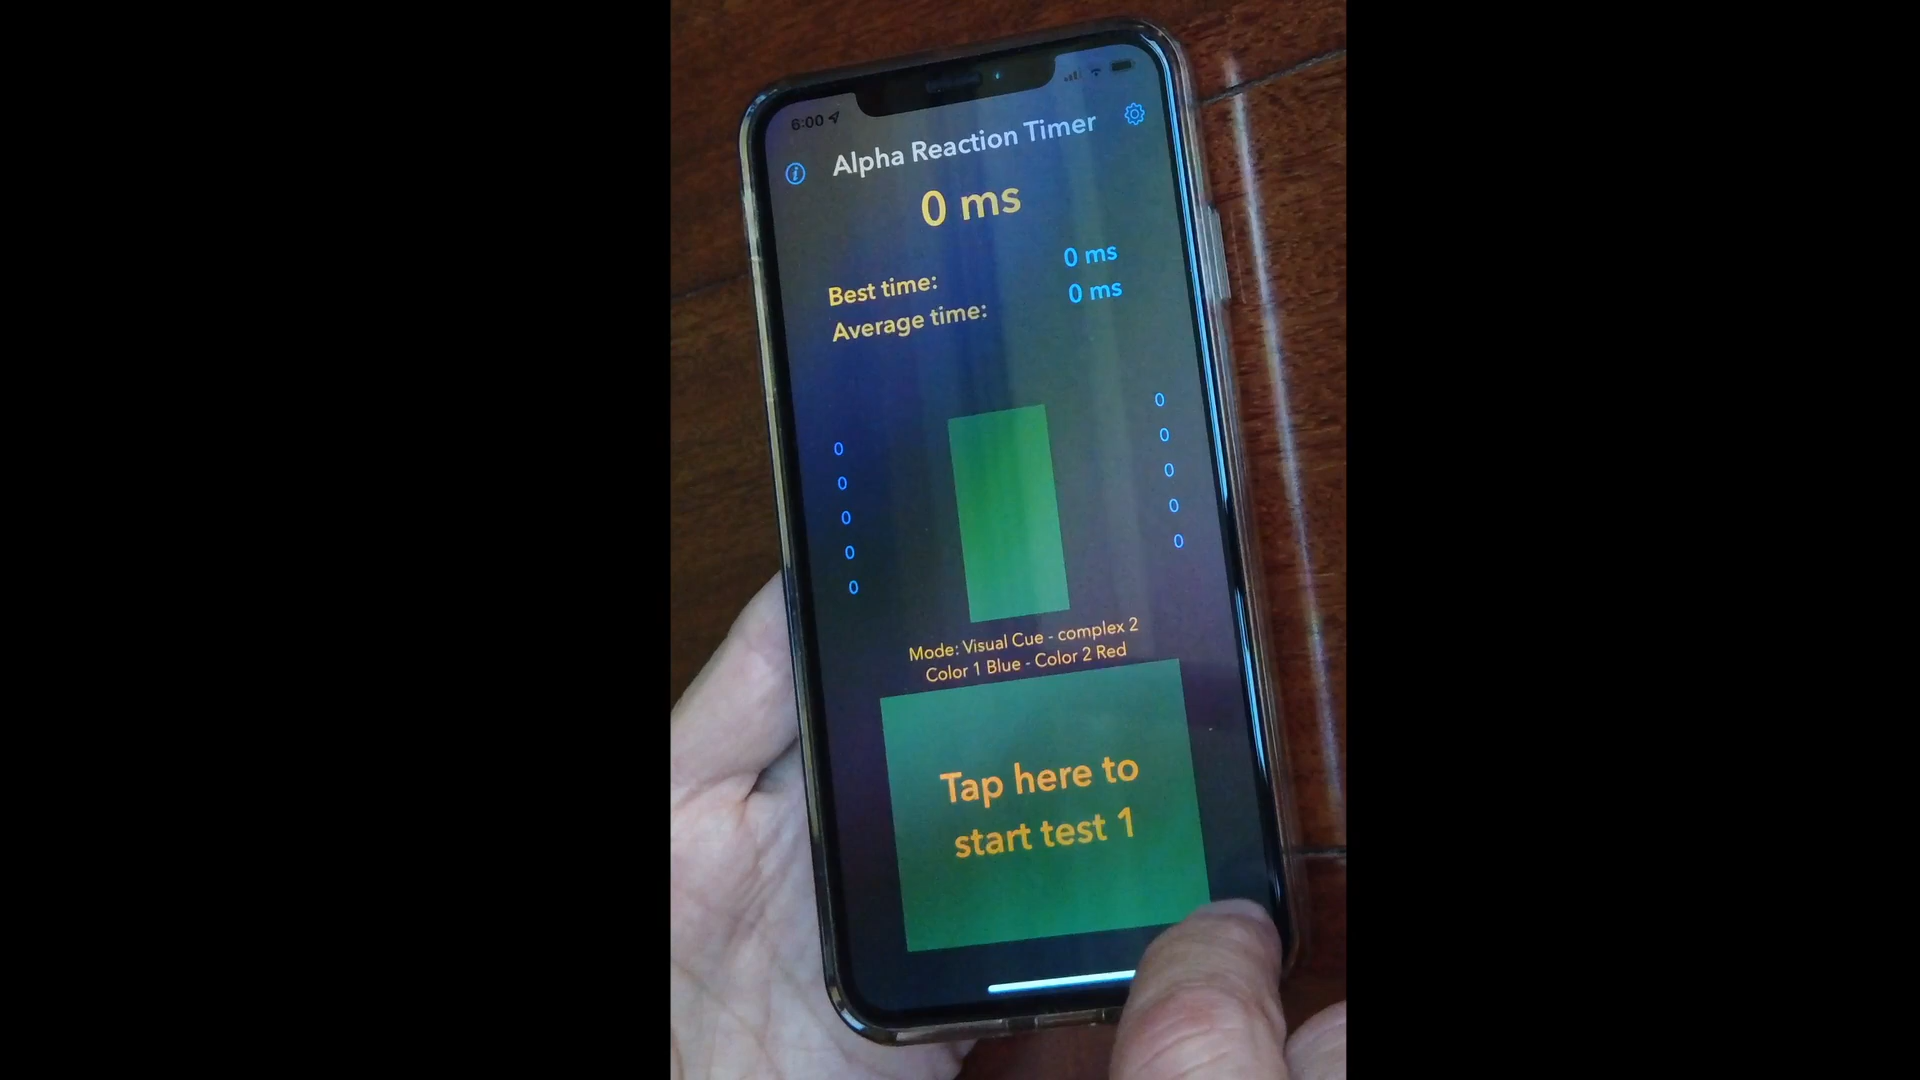 6:00
Alpha Reaction Timer
0 ms
Best time: 0 ms
Average time: 0 ms
0 0
0 0
0 0
0 0
0 0
Mode: Visual Cue - complex 2
Color 1 Blue - Color 2 Red
Tap here to
start test 1